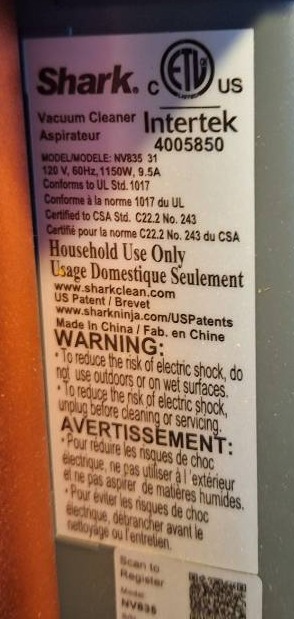 Shark. C ETL US
Vacuum Cleaner Intertek
Aspirateur 4005850
MODEL/MODELE: NV835 31
120 V, 60Hz, 1150W, 9.5A
Conforms to UL Std. 1017
Conforme à la norme 1017 du UL
Certified to CSA Std. C22.2 No. 243
Certifié pour la norme C22.2 No. 243 du CSA
Household Use Only
Usage Domestique Seulement
www.sharkclean.com
US Patent / Brevet
www.sharkninja.com/USPatents
Made in China / Fab. en Chine
WARNING:
• To reduce the risk of electric shock, do
not use outdoors or on wet surfaces.
• To reduce the risk of electric shock,
unplug before cleaning or servicing.
AVERTISSEMENT:
• Pour réduire les risques de choc
électrique, ne pas utiliser à l'extérieur
et ne pas aspirer de matières humides.
• Pour éviter les risques de choc
électrique, débrancher avant le
nettoyage ou l'entretien.
Scan to
Register
Shark
Model
NV835